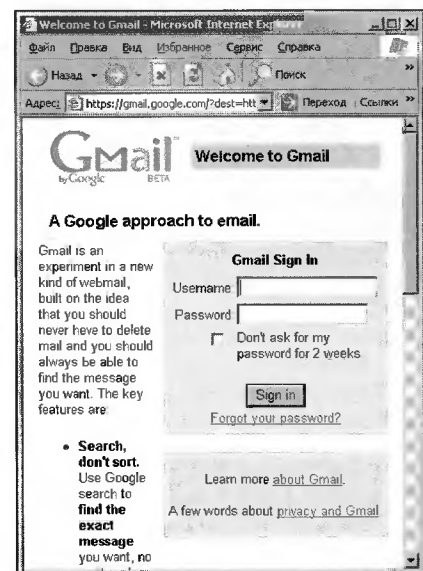 Welcome to Gmail - Microsoft Internet
Файл Правка Вид Избранное Сервис Справка
Назад Поиск
Адрес: https://gmail.google.com/?dest=htt Переход Ссылки
Gmail
by Google BETA
Welcome to Gmail
A Google approach to email.
Gmail is an
experiment in a new
kind of webmail,
built on the idea
that you should
never have to delete
mail and you should
always be able to
find the message
you want. The key
features are:
• Search,
don't sort.
Use Google
search to
find the
exact
message
you want, no
Gmail Sign In
Username
Password
Don't ask for my
password for 2 weeks
Sign in
Forgot your password?
Learn more about Gmail.
A few words about privacy and Gmail